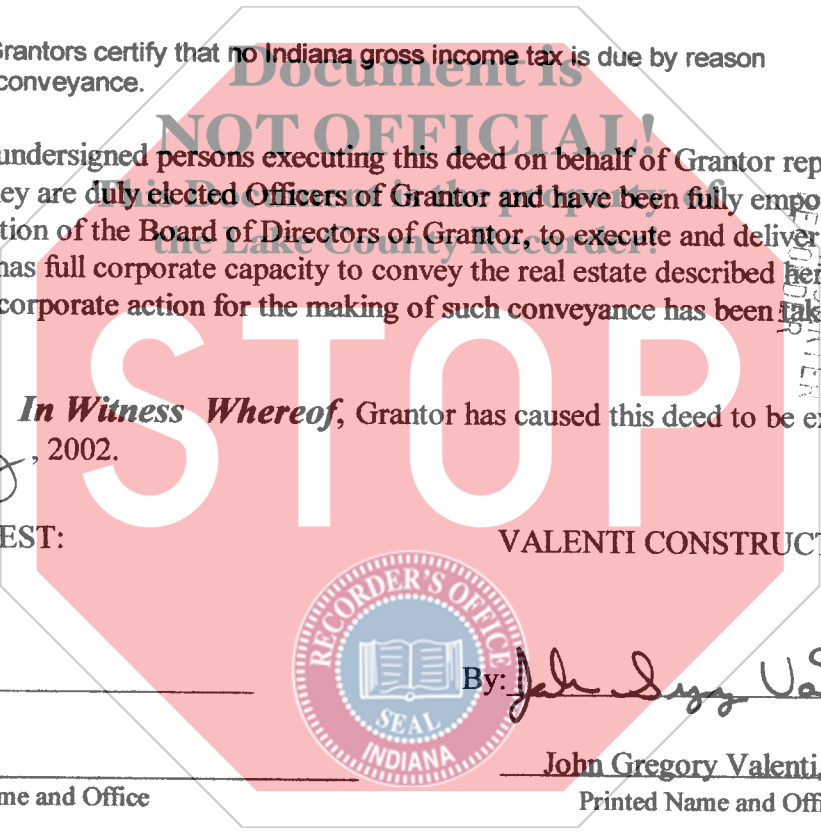 Grantors certify that no Indiana gross income tax is due by reason
conveyance.
Document is
NOT OFFICIAL!
This Document is the property of
the Lake County Recorder!
undersigned persons executing this deed on behalf of Grantor rep
ey are duly elected Officers of Grantor and have been fully empo
tion of the Board of Directors of Grantor, to execute and deliver
has full corporate capacity to convey the real estate described her
corporate action for the making of such conveyance has been tak
STOP
In Witness Whereof, Grantor has caused this deed to be ex
, 2002.
EST:
VALENTI CONSTRUCT
RECORDER'S OFFICE
SEAL
INDIANA
By:
John Gregory Valenti,
me and Office
Printed Name and Offi